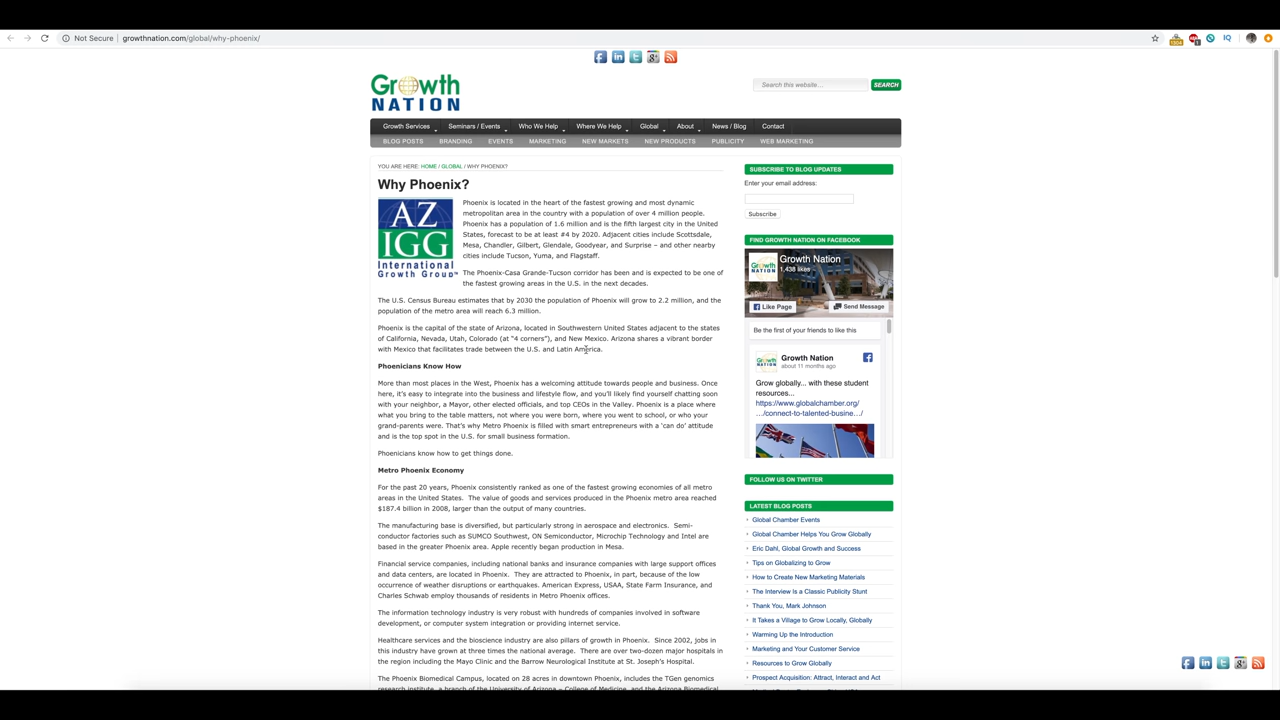 Not Secure growthnation.com/global/why-phoenix/
Growth
NATION
Search this website…
SEARCH
Growth Services
Seminars / Events
Who We Help
Where We Help
Global
About
News / Blog
Contact
BLOG POSTS
BRANDING
EVENTS
MARKETING
NEW MARKETS
NEW PRODUCTS
PUBLICITY
WEB MARKETING
YOU ARE HERE: HOME / GLOBAL / WHY PHOENIX?
Why Phoenix?
AZ
IGG
International
Growth Group
Phoenix is located in the heart of the fastest growing and most dynamic
metropolitan area in the country with a population of over 4 million people.
Phoenix has a population of 1.6 million and is the fifth largest city in the United
States, forecast to be at least #4 by 2020. Adjacent cities include Scottsdale,
Mesa, Chandler, Gilbert, Glendale, Goodyear, and Surprise – and other nearby
cities include Tucson, Yuma, and Flagstaff.
The Phoenix-Casa Grande-Tucson corridor has been and is expected to be one of
the fastest growing areas in the U.S. in the next decades.
The U.S. Census Bureau estimates that by 2030 the population of Phoenix will grow to 2.2 million, and the
population of the metro area will reach 6.3 million.
Phoenix is the capital of the state of Arizona, located in Southwestern United States adjacent to the states
of California, Nevada, Utah, Colorado (at “4 corners”), and New Mexico. Arizona shares a vibrant border
with Mexico that facilitates trade between the U.S. and Latin America.
Phoenicians Know How
More than most places in the West, Phoenix has a welcoming attitude towards people and business. Once
here, it’s easy to integrate into the business and lifestyle flow, and you’ll likely find yourself chatting soon
with your neighbor, a Mayor, other elected officials, and top CEOs in the Valley. Phoenix is a place where
what you bring to the table matters, not where you were born, where you went to school, or who your
grand-parents were. That’s why Metro Phoenix is filled with smart entrepreneurs with a ‘can do’ attitude
and is the top spot in the U.S. for small business formation.
Phoenicians know how to get things done.
Metro Phoenix Economy
For the past 20 years, Phoenix consistently ranked as one of the fastest growing economies of all metro
areas in the United States. The value of goods and services produced in the Phoenix metro area reached
$187.4 billion in 2008, larger than the output of many countries.
The manufacturing base is diversified, but particularly strong in aerospace and electronics. Semi-
conductor factories such as SUMCO Southwest, ON Semiconductor, Microchip Technology and Intel are
based in the greater Phoenix area. Apple recently began production in Mesa.
Financial service companies, including national banks and insurance companies with large support offices
and data centers, are located in Phoenix. They are attracted to Phoenix, in part, because of the low
occurrence of weather disruptions or earthquakes. American Express, USAA, State Farm Insurance, and
Charles Schwab employ thousands of residents in Metro Phoenix offices.
The information technology industry is very robust with hundreds of companies involved in software
development, or computer system integration or providing internet service.
Healthcare services and the bioscience industry are also pillars of growth in Phoenix. Since 2002, jobs in
this industry have grown at three times the national average. There are over two-dozen major hospitals in
the region including the Mayo Clinic and the Barrow Neurological Institute at St. Joseph’s Hospital.
The Phoenix Biomedical Campus, located on 28 acres in downtown Phoenix, includes the TGen genomics
research institute, a branch of the University of Arizona – College of Medicine, and the Arizona Biomedical
SUBSCRIBE TO BLOG UPDATES
Enter your email address:
Subscribe
FIND GROWTH NATION ON FACEBOOK
Growth Nation
1,438 likes
Like Page
Send Message
Be the first of your friends to like this
Growth Nation
about 11 months ago
Grow globally... with these student
resources...
https://www.globalchamber.org/
…/connect-to-talented-busine…/
FOLLOW US ON TWITTER
LATEST BLOG POSTS
Global Chamber Events
Global Chamber Helps You Grow Globally
Eric Dahl, Global Growth and Success
Tips on Globalizing to Grow
How to Create New Marketing Materials
The Interview is a Classic Publicity Stunt
Thank You, Mark Johnson
It Takes a Village to Grow Locally, Globally
Warming Up the Introduction
Marketing and Your Customer Service
Resources to Grow Globally
Prospect Acquisition: Attract, Interact and Act